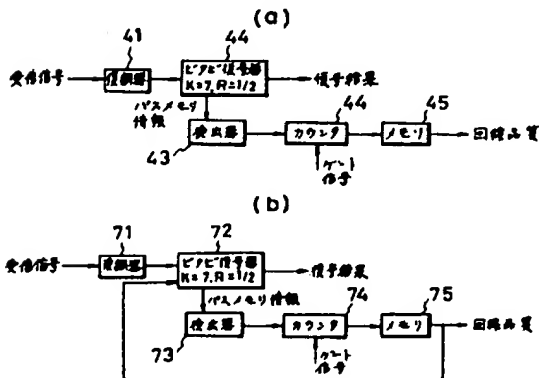 (a)
41
44
受信信号
復調器
ビタビ復号器
K=7,R=1/2
復号結果
パスメモリ
情報
44
45
検出器
カウンタ
メモリ
回線品質
43
ゲート
信号
(b)
71
72
受信信号
復調器
ビタビ復号器
K=7,R=1/2
復号結果
パスメモリ情報
74
75
検出器
カウンタ
メモリ
回線品質
73
ゲート
信号